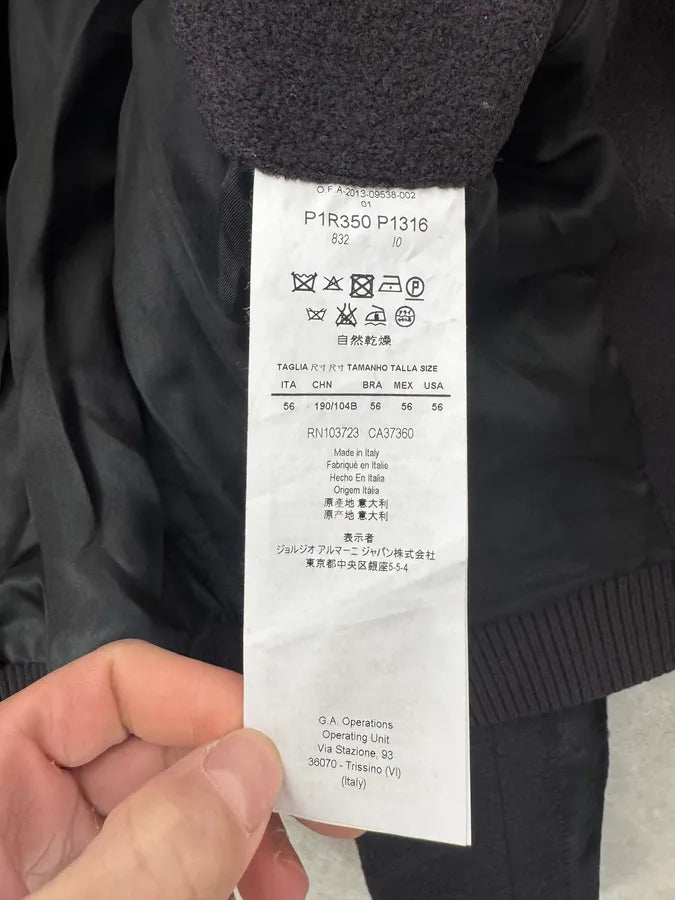 O.F.A-2013-09538-002
01
P1R350 P1316
832 10
P
ドライ
自然乾燥
TAGLIA 尺寸 尺寸 TAMANHO TALLA SIZE
ITA CHN BRA MEX USA
56 190/104B 56 56 56
RN103723 CA37360
Made in Italy
Fabriqué en Italie
Hecho En Italia
Origem Itália
原產地 意大利
原产地 意大利
表示者
ジョルジオ アルマーニ ジャパン株式会社
東京都中央区銀座5-5-4
G.A. Operations
Operating Unit
Via Stazione, 93
36070 - Trissino (VI)
(Italy)